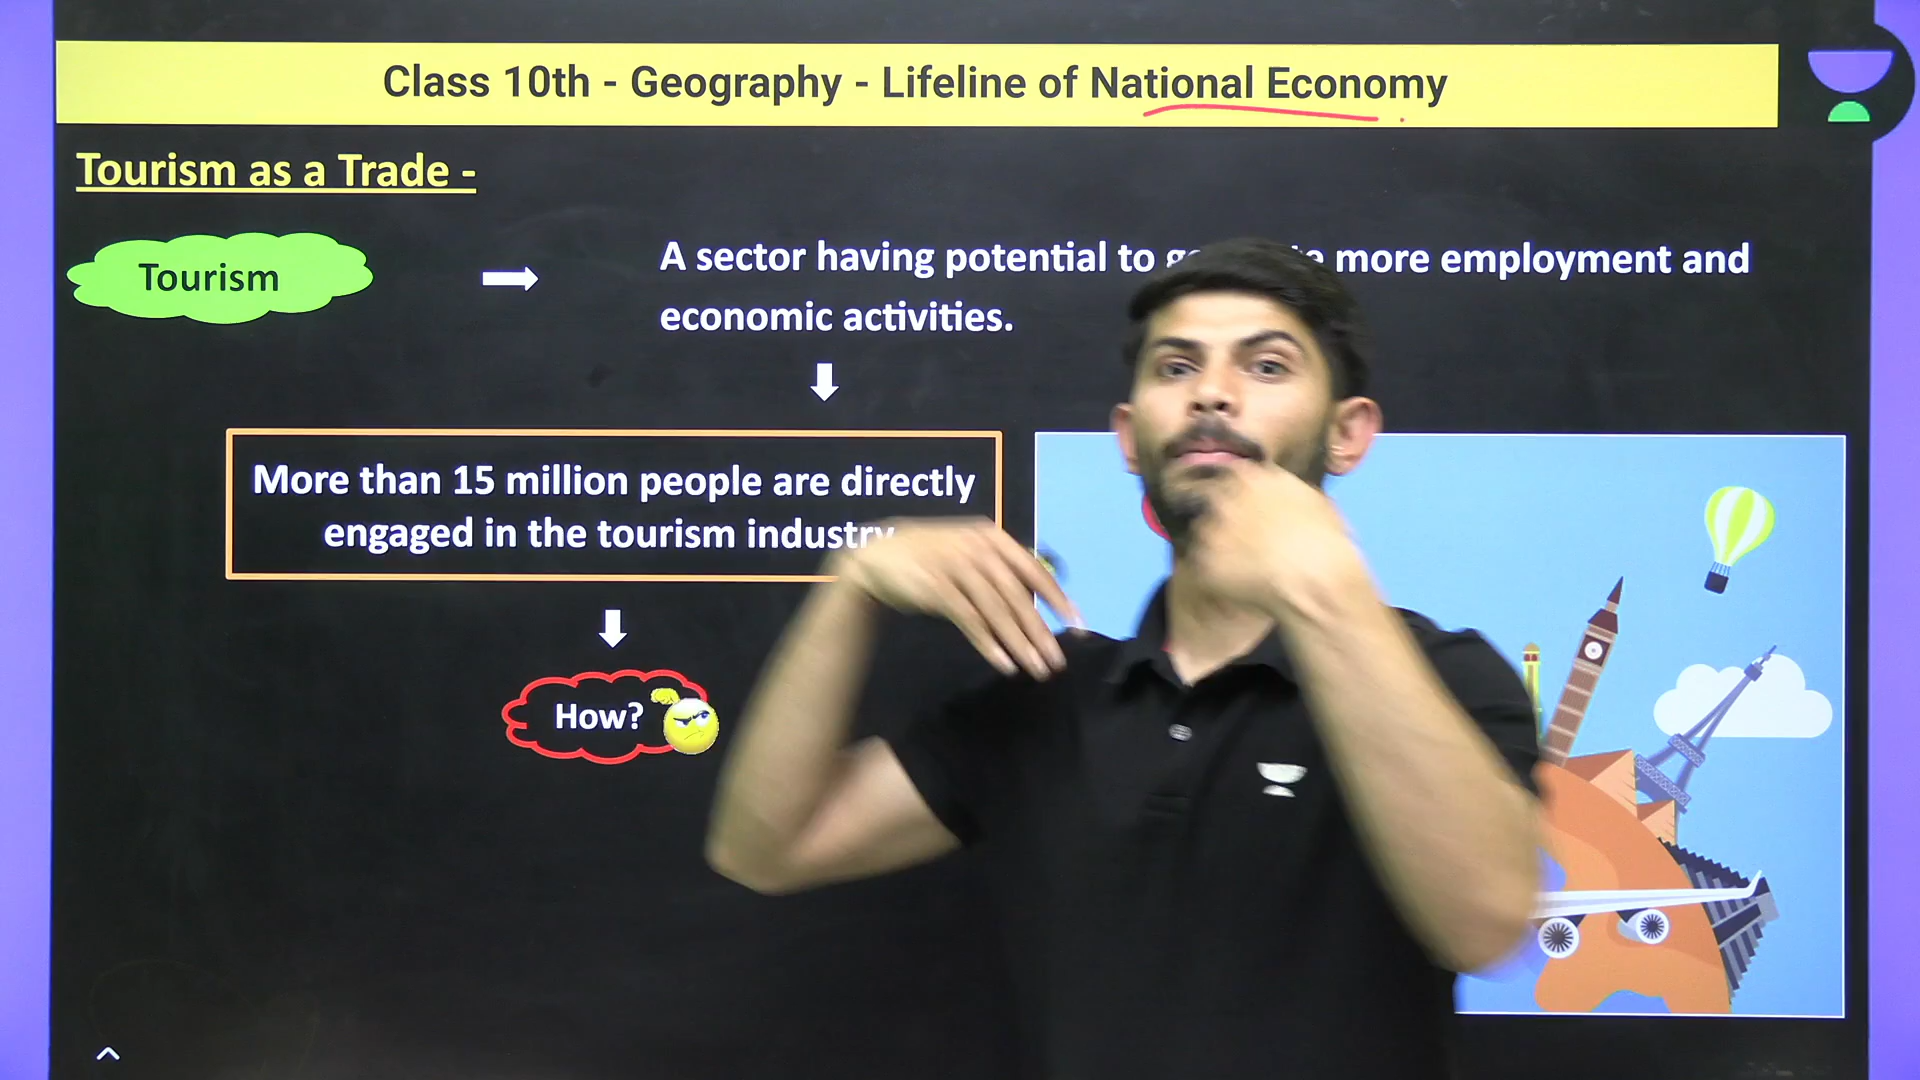 Class 10th - Geography - Lifeline of National Economy
Tourism as a Trade -
Tourism
A sector having potential to more employment and
economic activities.
More than 15 million people are directly
engaged in the tourism industry
How?